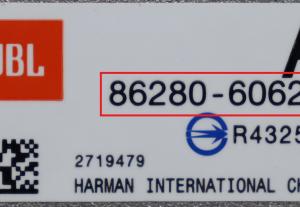 JBL
86280-6062
R4325
2719479
HARMAN INTERNATIONAL